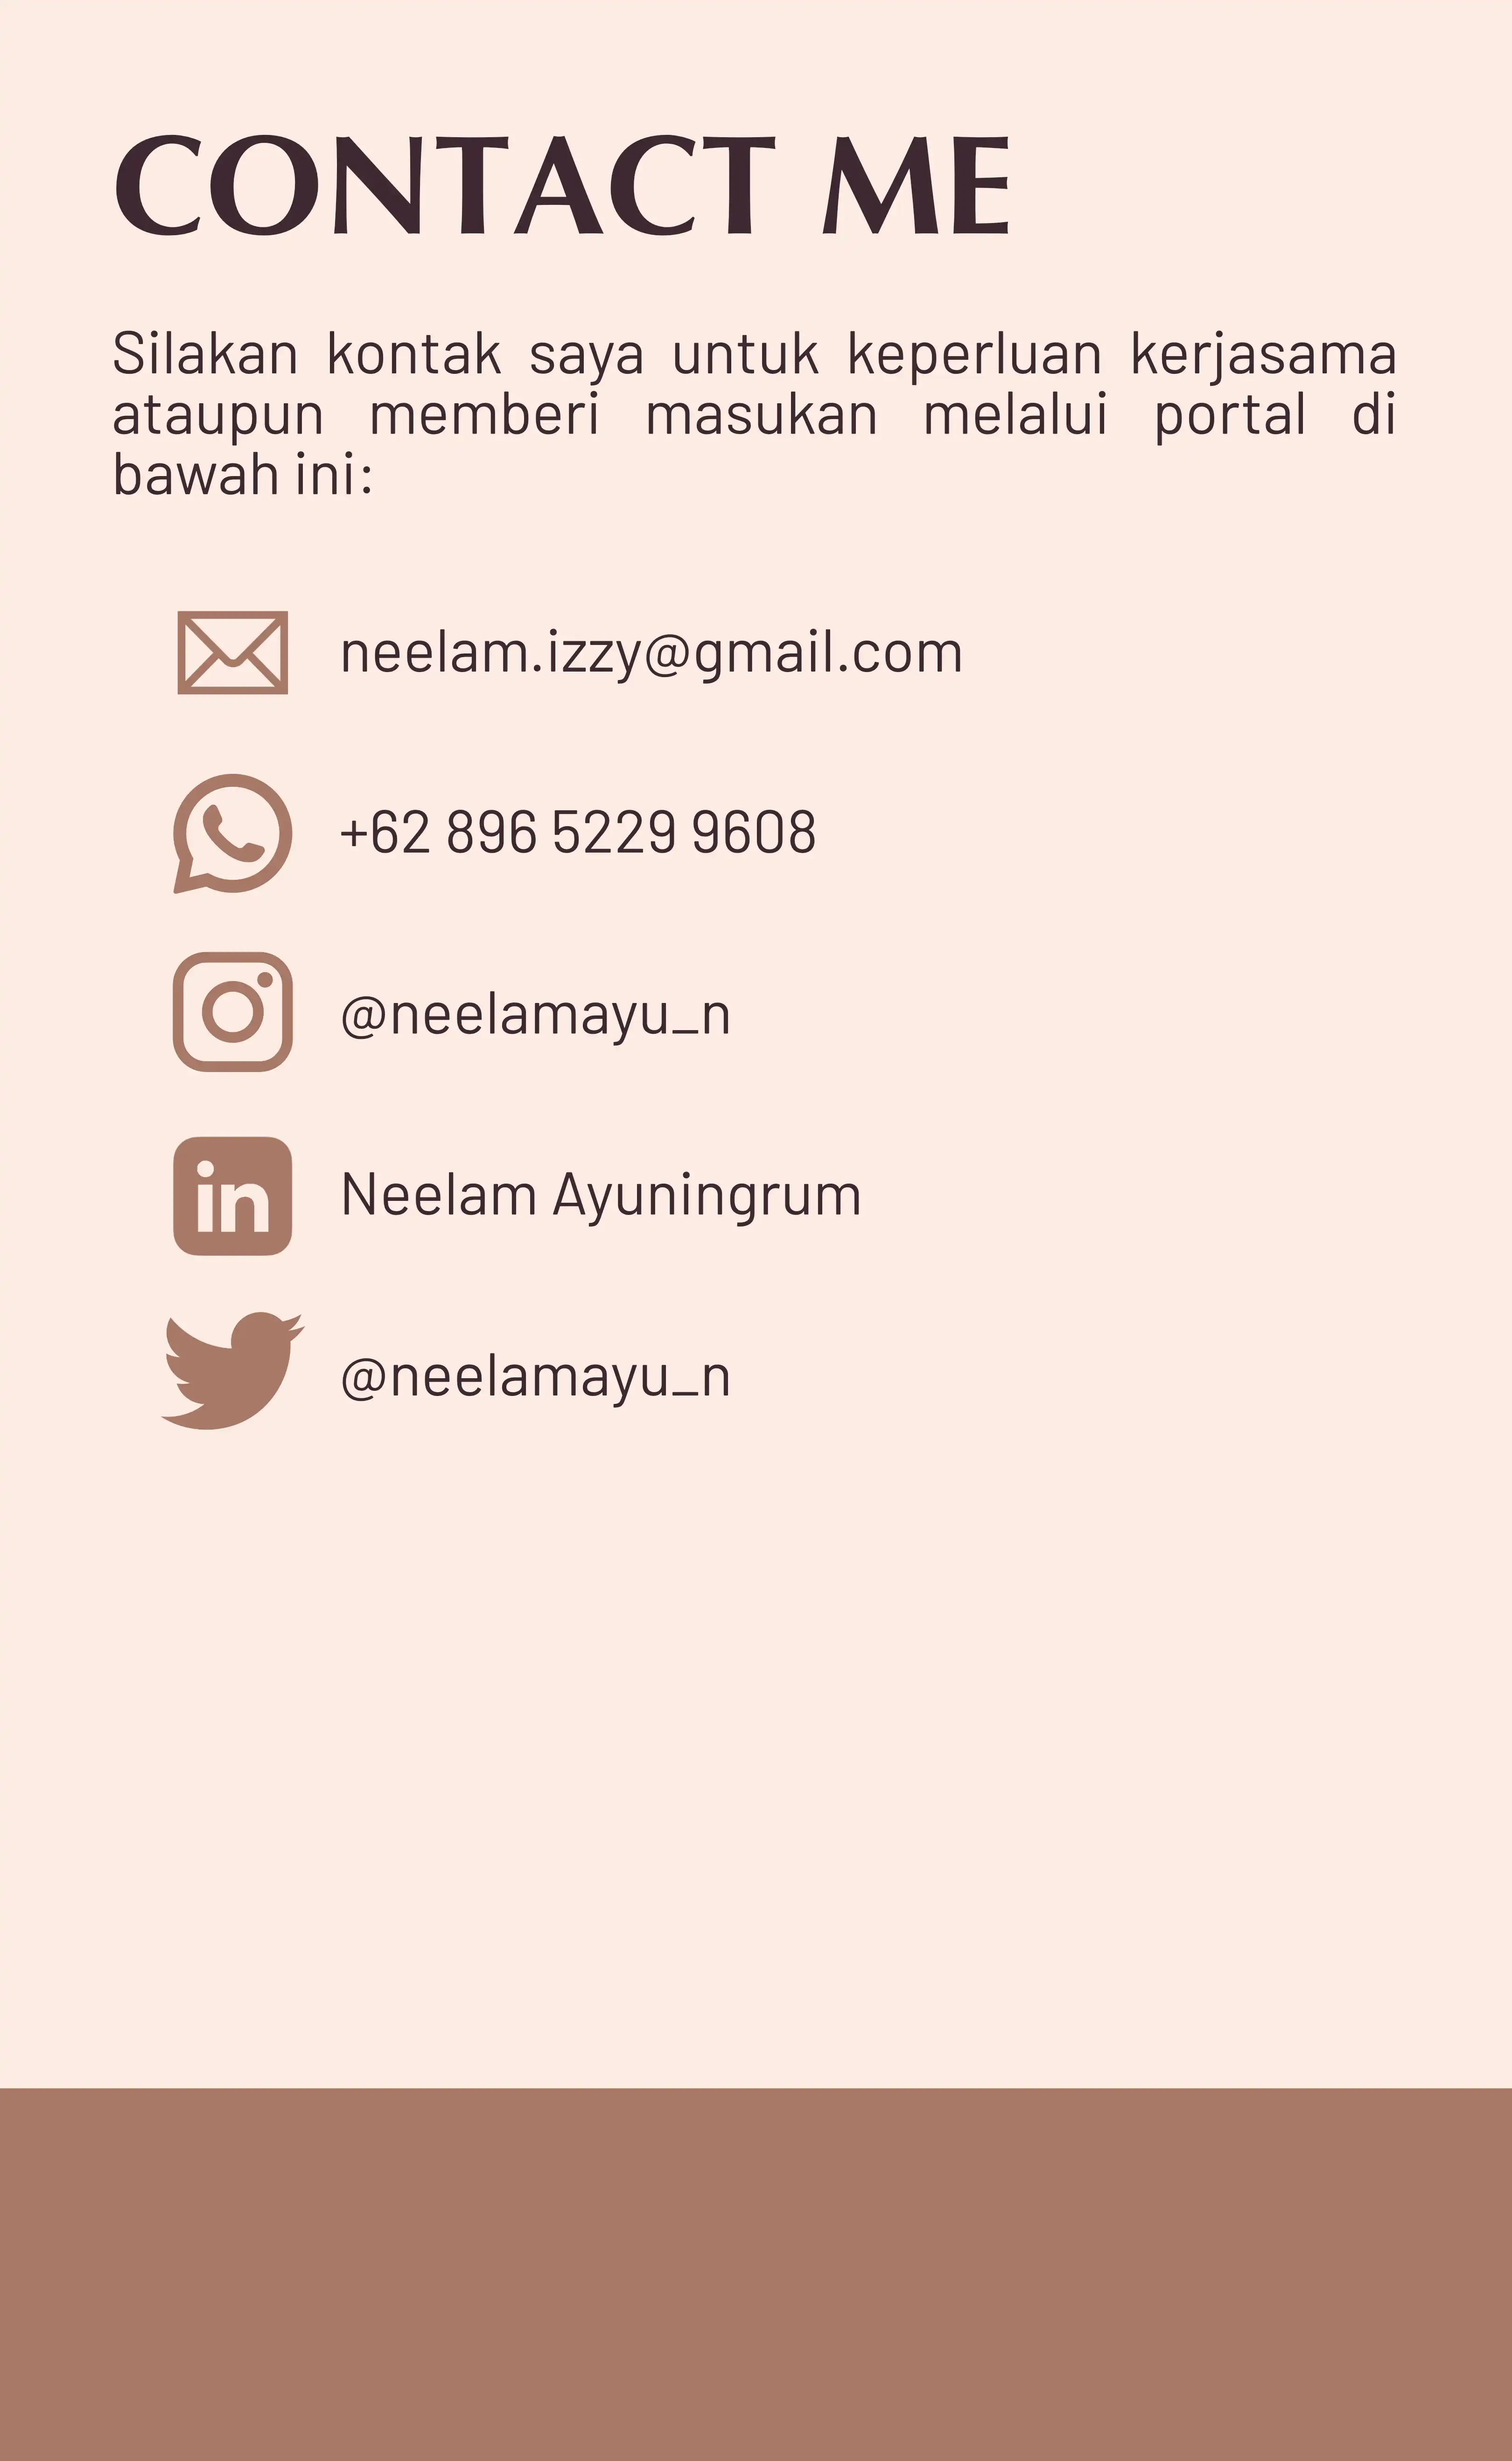 CONTACT ME
Silakan kontak saya untuk keperluan kerjasama
ataupun memberi masukan melalui portal di
bawah ini:
neelam.izzy@gmail.com
+62 896 5229 9608
@neelamayu_n
in
Neelam Ayuningrum
@neelamayu_n